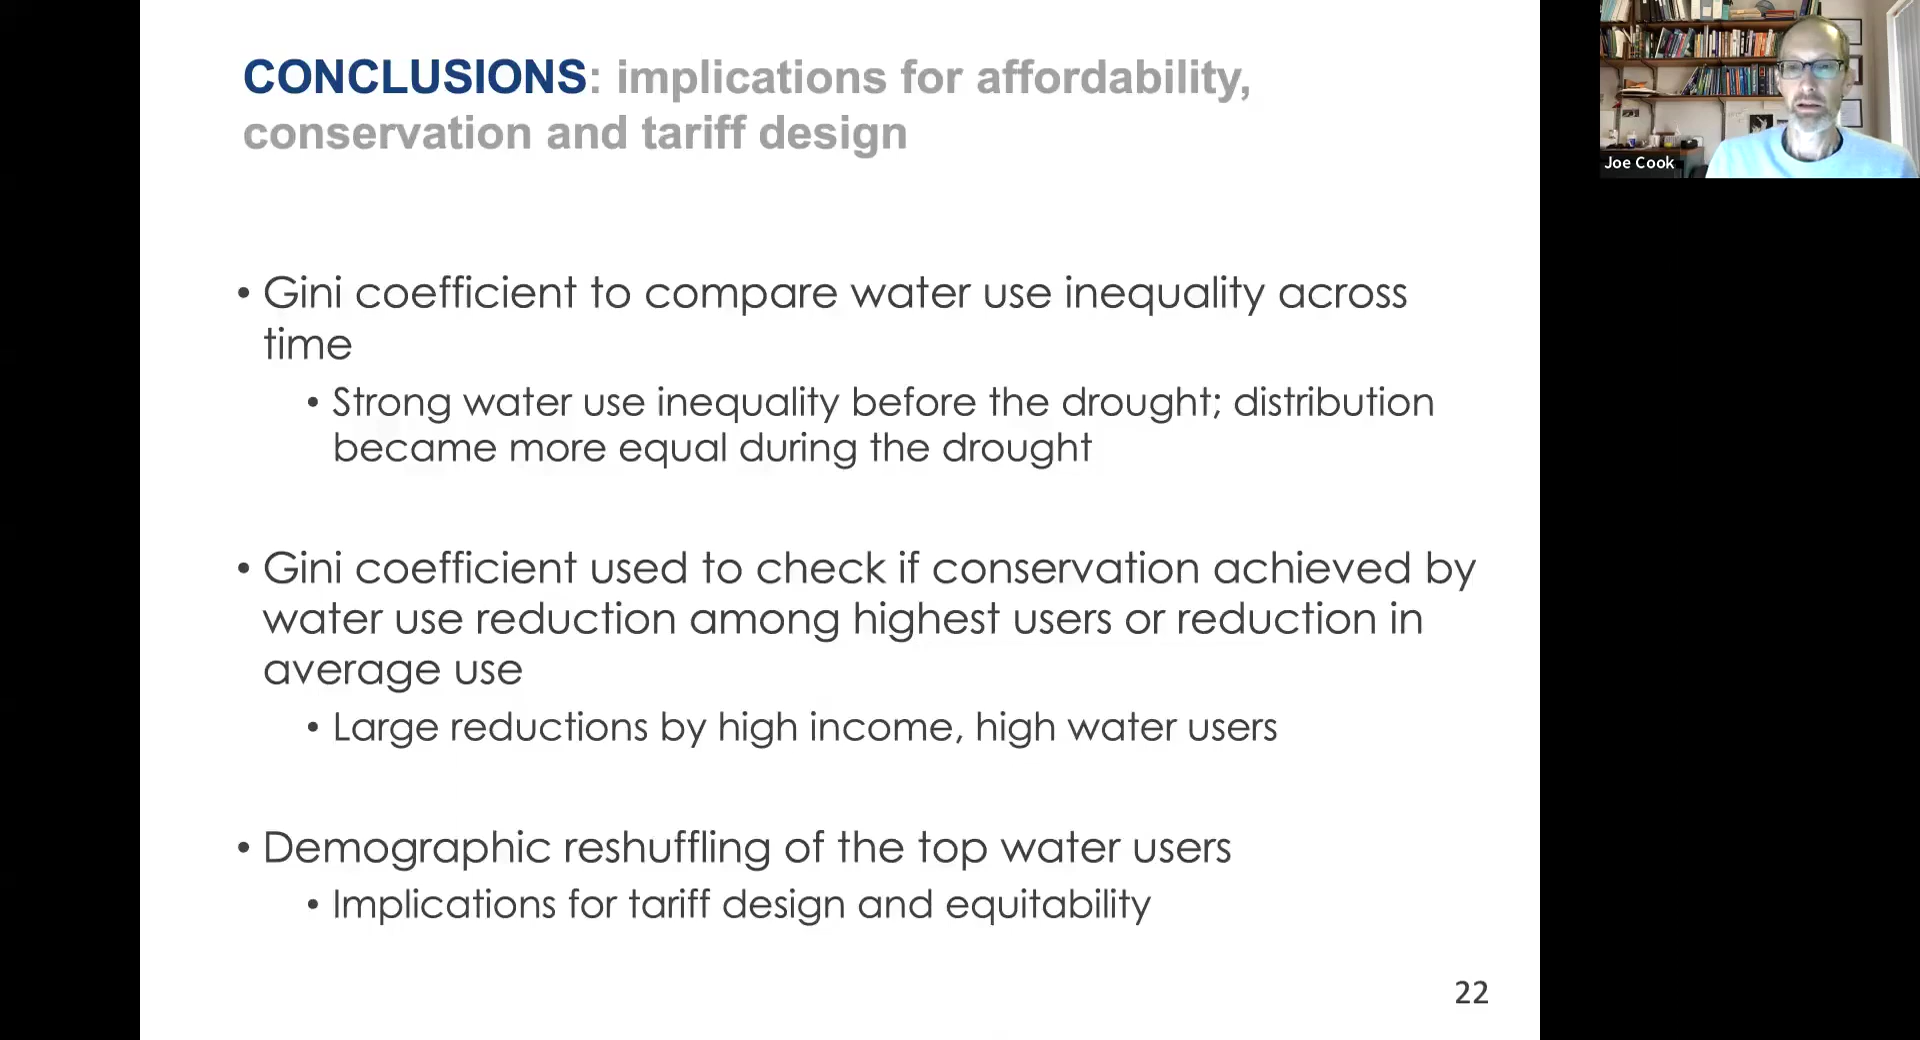 CONCLUSIONS: implications for affordability,
conservation and tariff design
Joe Cook
• Gini coefficient to compare water use inequality across
time
• Strong water use inequality before the drought; distribution
became more equal during the drought
• Gini coefficient used to check if conservation achieved by
water use reduction among highest users or reduction in
average use
• Large reductions by high income, high water users
• Demographic reshuffling of the top water users
• Implications for tariff design and equitability
22